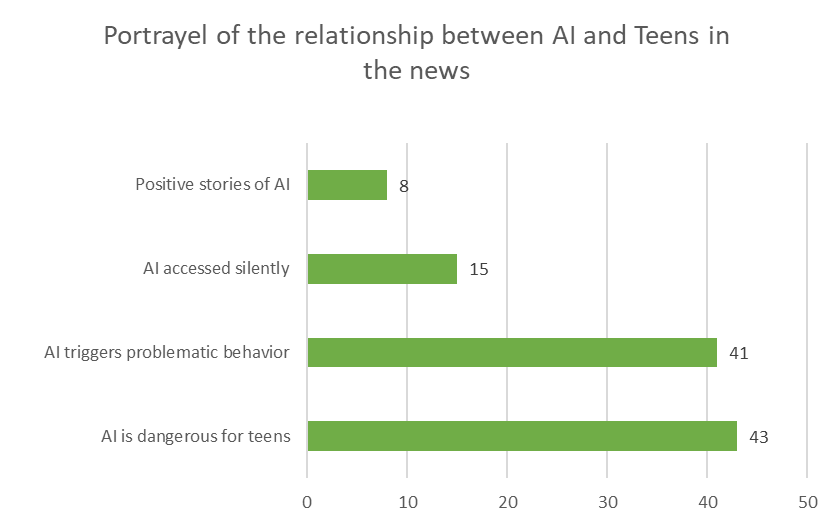 Portrayel of the relationship between AI and Teens in
the news
Positive stories of AI
8
AI accessed silently
15
AI triggers problematic behavior
41
AI is dangerous for teens
43
0 10 20 30 40 50